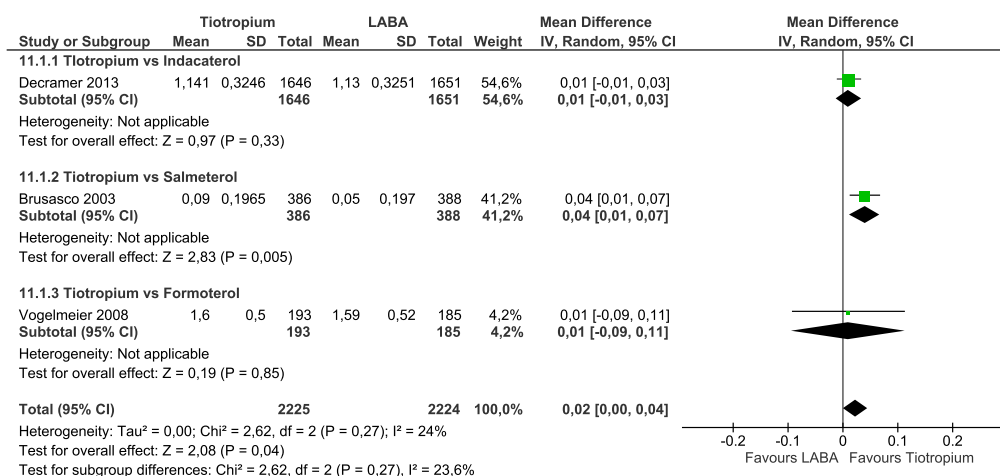 Tiotropium LABA Mean Difference Mean Difference
Study or Subgroup Mean SD Total Mean SD Total Weight IV, Random, 95% CI IV, Random, 95% CI
11.1.1 TIotropium vs Indacaterol
Decramer 2013 1,141 0,3246 1646 1,13 0,3251 1651 54,6% 0,01 [-0,01, 0,03]
Subtotal (95% CI) 1646 1651 54,6% 0,01 [-0,01, 0,03]
Heterogeneity: Not applicable
Test for overall effect: Z = 0,97 (P = 0,33)
11.1.2 Tiotropium vs Salmeterol
Brusasco 2003 0,09 0,1965 386 0,05 0,197 388 41,2% 0,04 [0,01, 0,07]
Subtotal (95% CI) 386 388 41,2% 0,04 [0,01, 0,07]
Heterogeneity: Not applicable
Test for overall effect: Z = 2,83 (P = 0,005)
11.1.3 Tiotropium vs Formoterol
Vogelmeier 2008 1,6 0,5 193 1,59 0,52 185 4,2% 0,01 [-0,09, 0,11]
Subtotal (95% CI) 193 185 4,2% 0,01 [-0,09, 0,11]
Heterogeneity: Not applicable
Test for overall effect: Z = 0,19 (P = 0,85)
Total (95% CI) 2225 2224 100,0% 0,02 [0,00, 0,04]
Heterogeneity: Tau² = 0,00; Chi² = 2,62, df = 2 (P = 0,27); I² = 24%
Test for overall effect: Z = 2,08 (P = 0,04)
Test for subgroup differences: Chi² = 2,62, df = 2 (P = 0,27), I² = 23,6%
-0.2 -0.1 0 0.1 0.2
Favours LABA Favours Tiotropium